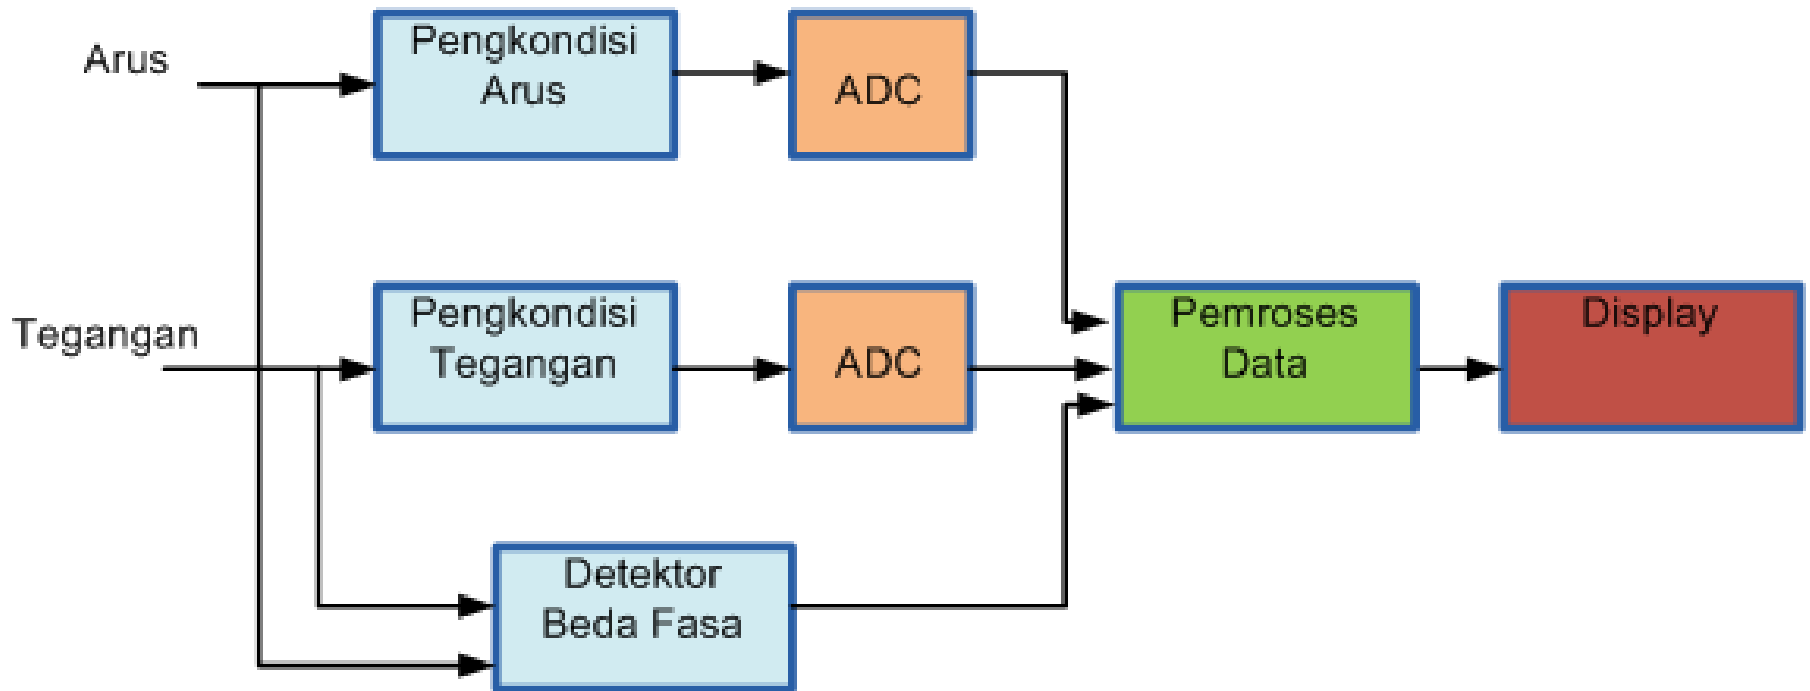 Arus
Pengkondisi
Arus
ADC
Tegangan
Pengkondisi
Tegangan
ADC
Pemroses
Data
Display
Detektor
Beda Fasa